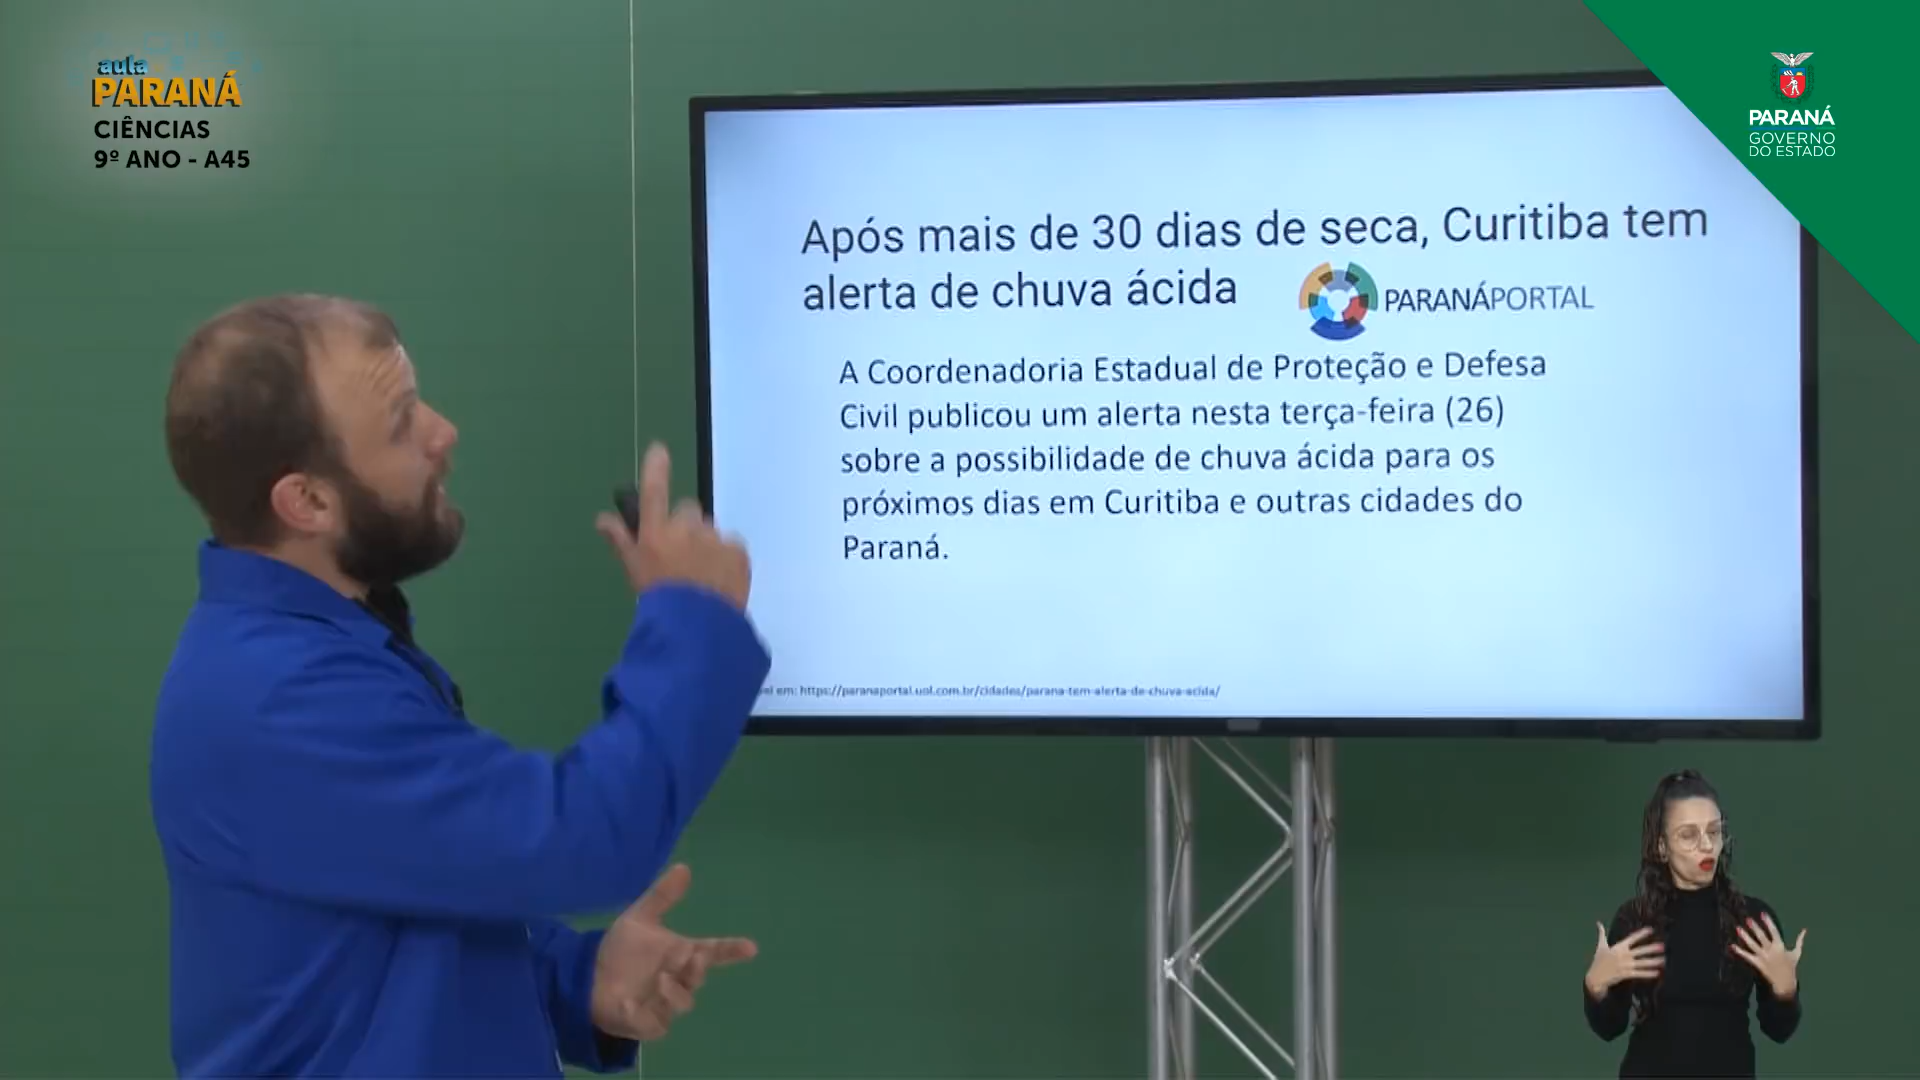 aula
PARANÁ
CIÊNCIAS
9º ANO - A45
PARANÁ
GOVERNO
DO ESTADO
Após mais de 30 dias de seca, Curitiba tem
alerta de chuva ácida
PARANÁPORTAL
A Coordenadoria Estadual de Proteção e Defesa
Civil publicou um alerta nesta terça-feira (26)
sobre a possibilidade de chuva ácida para os
próximos dias em Curitiba e outras cidades do
Paraná.
em: https://paranaportal.uol.com.br/cidades/parana-tem-alerta-de-chuva-acida/